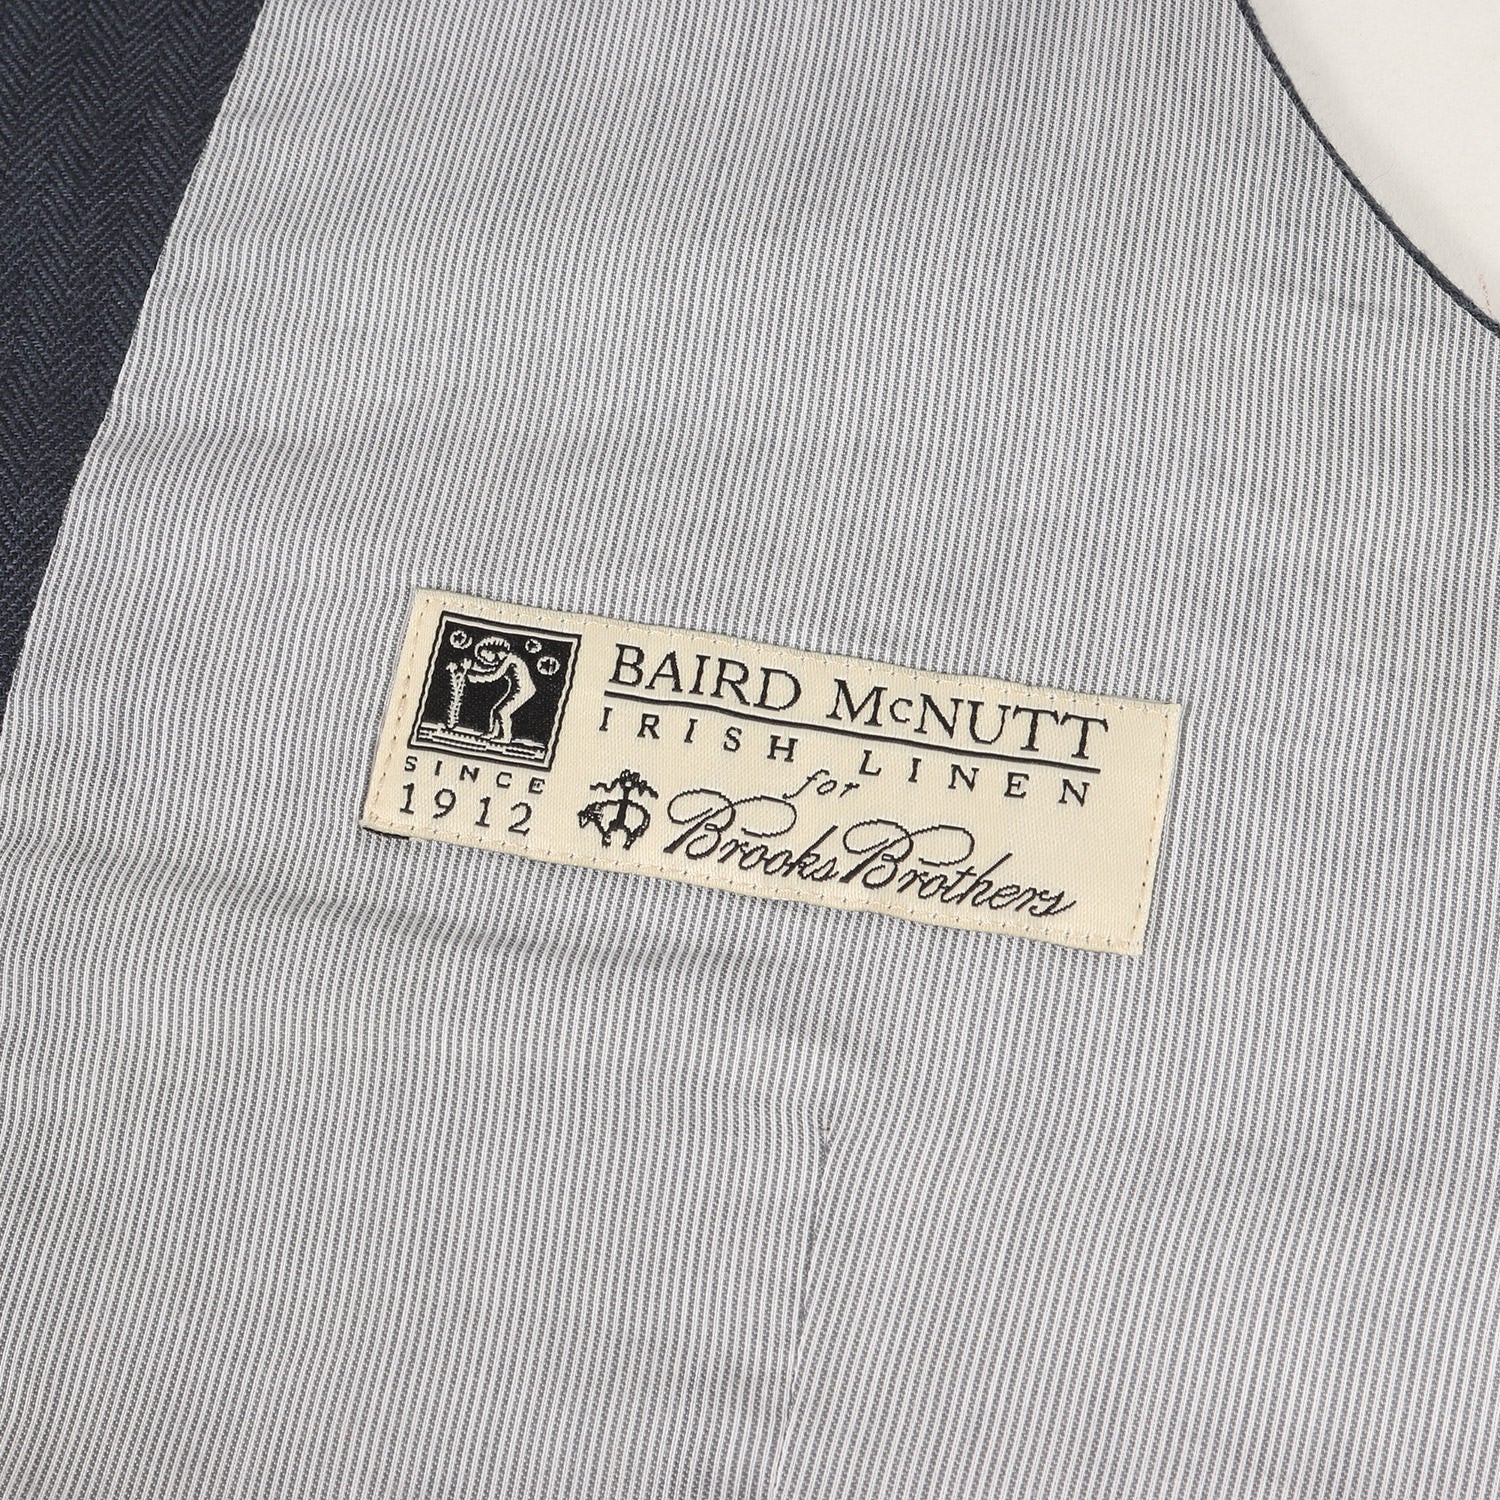 BAIRD McNUTT
IRISH LINEN
for
Brooks Brothers
SINCE
1912